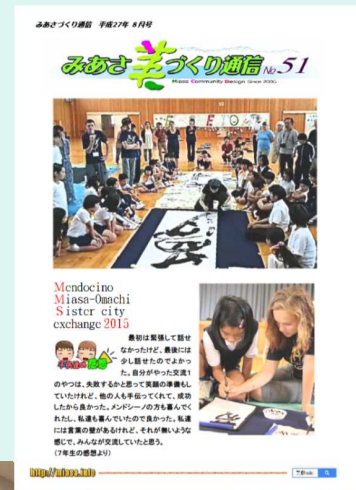 みあさづくり通信 平成27年 8月号
みあさ づくり通信 No 51
Miasa Community Design Since 2005
Mendocino
Miasa-Omachi
Sister city
exchange 2015
最初は緊張して話せ
なかったけど、最後には
少し話せたのでよかっ
た。自分がやった交流1
のやつは、失敗するかと思って笑顔の準備もし
ていたけれど、他の人も手伝ってくれて、成功
したから良かった。メンドシーノの方も喜んでく
れたし、私達も喜んでいたので良かった。私達
には言葉の壁があるけれど、それが無いような
感じで、みんなが交流していたと思う。
(7年生の感想より)
http://miasa.info